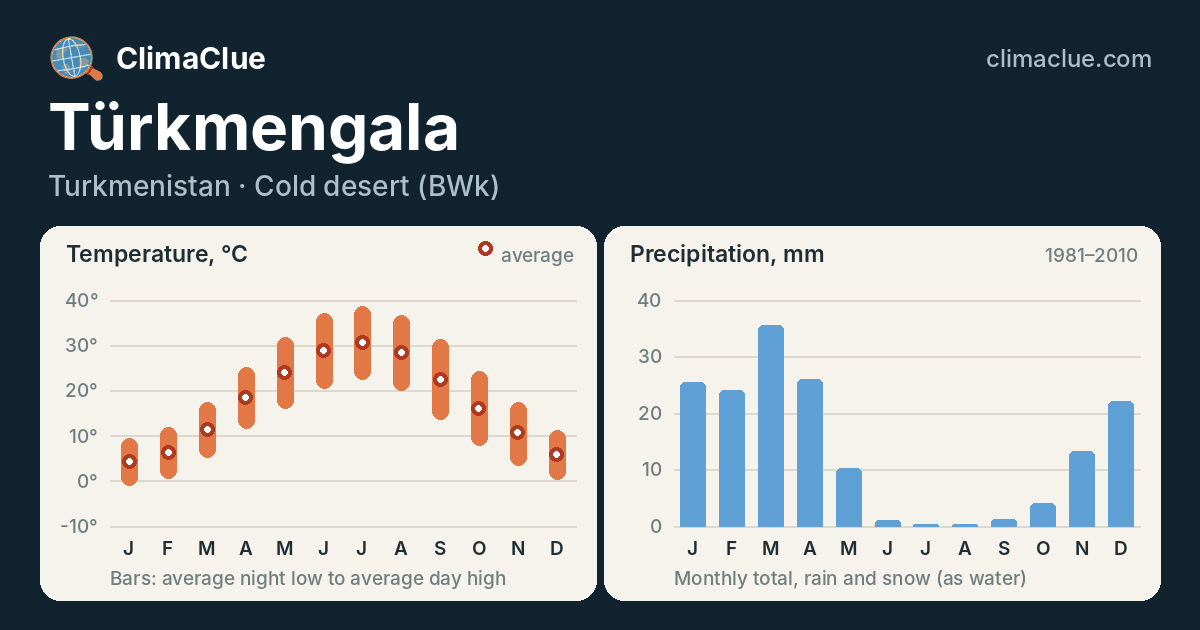 ClimaClue
climaclue.com
Türkmengala
Turkmenistan · Cold desert (BWk)
Temperature, °C
average
40°
30°
20°
10°
0°
-10°
J F M A M J J A S O N D
Bars: average night low to average day high
Precipitation, mm
1981–2010
40
30
20
10
0
J F M A M J J A S O N D
Monthly total, rain and snow (as water)